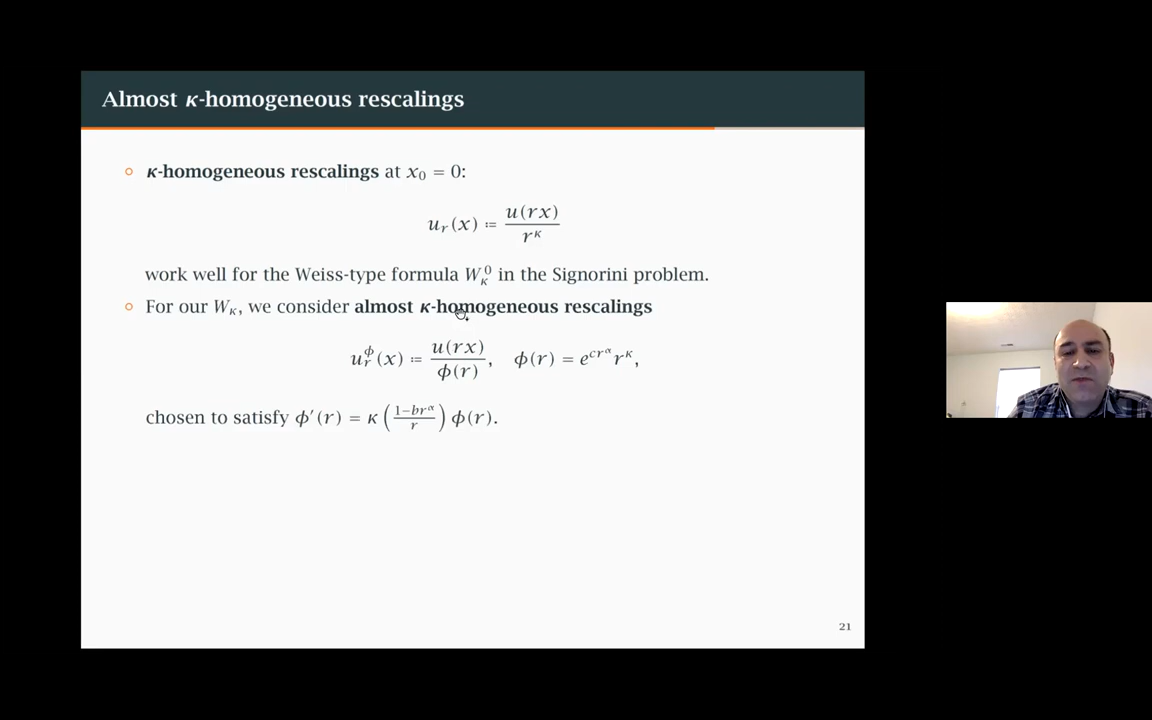 Almost κ-homogeneous rescalings
κ-homogeneous rescalings at x₀ = 0:
uᵣ(x) ≔ u(rx) / r^κ
work well for the Weiss-type formula W_κ^0 in the Signorini problem.
For our W_κ, we consider almost κ-homogeneous rescalings
u_r^ϕ(x) ≔ u(rx) / ϕ(r), ϕ(r) = e^{cr^α} r^κ,
chosen to satisfy ϕ′(r) = κ ((1−br^α) / r) ϕ(r).
21